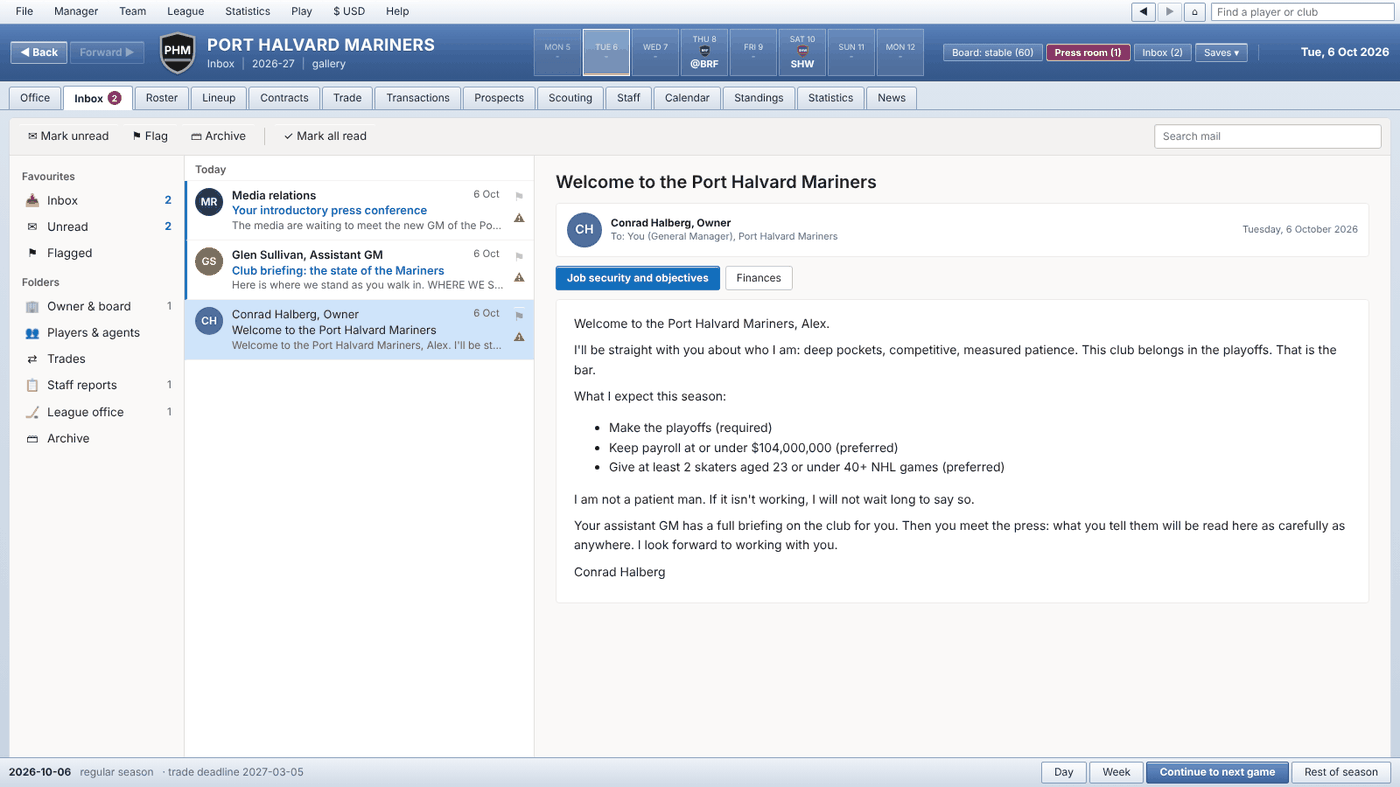 File Manager Team League Statistics Play $ USD Help
◀ ▶ ⌂ Find a player or club
◀ Back Forward ▶
PHM
PORT HALVARD MARINERS
Inbox | 2026-27 | gallery
MON 5 -
TUE 6 -
WED 7 -
THU 8 @BRF
FRI 9 -
SAT 10 SHW
SUN 11 -
MON 12 -
Board: stable (60) Press room (1) Inbox (2) Saves ▾ Tue, 6 Oct 2026
Office Inbox 2 Roster Lineup Contracts Trade Transactions Prospects Scouting Staff Calendar Standings Statistics News
✉ Mark unread ⚑ Flag Archive ✓ Mark all read Search mail
Favourites
Inbox 2
Unread 2
Flagged
Folders
Owner & board 1
Players & agents
Trades
Staff reports 1
League office 1
Archive
Today
MR Media relations 6 Oct
Your introductory press conference
The media are waiting to meet the new GM of the Po...
GS Glen Sullivan, Assistant GM 6 Oct
Club briefing: the state of the Mariners
Here is where we stand as you walk in. WHERE WE S...
CH Conrad Halberg, Owner 6 Oct
Welcome to the Port Halvard Mariners
Welcome to the Port Halvard Mariners, Alex. I'll be st...
Welcome to the Port Halvard Mariners
CH Conrad Halberg, Owner
To: You (General Manager), Port Halvard Mariners
Tuesday, 6 October 2026
Job security and objectives Finances
Welcome to the Port Halvard Mariners, Alex.
I'll be straight with you about who I am: deep pockets, competitive, measured patience. This club belongs in the playoffs. That is the
bar.
What I expect this season:
• Make the playoffs (required)
• Keep payroll at or under $104,000,000 (preferred)
• Give at least 2 skaters aged 23 or under 40+ NHL games (preferred)
I am not a patient man. If it isn't working, I will not wait long to say so.
Your assistant GM has a full briefing on the club for you. Then you meet the press: what you tell them will be read here as carefully as
anywhere. I look forward to working with you.
Conrad Halberg
2026-10-06 regular season · trade deadline 2027-03-05
Day Week Continue to next game Rest of season